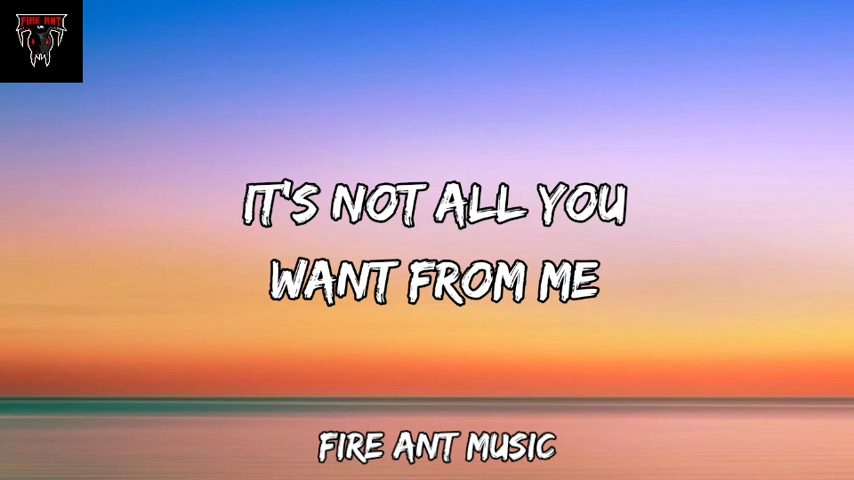 FIRE ANT
IT'S NOT ALL YOU
WANT FROM ME
FIRE ANT MUSIC